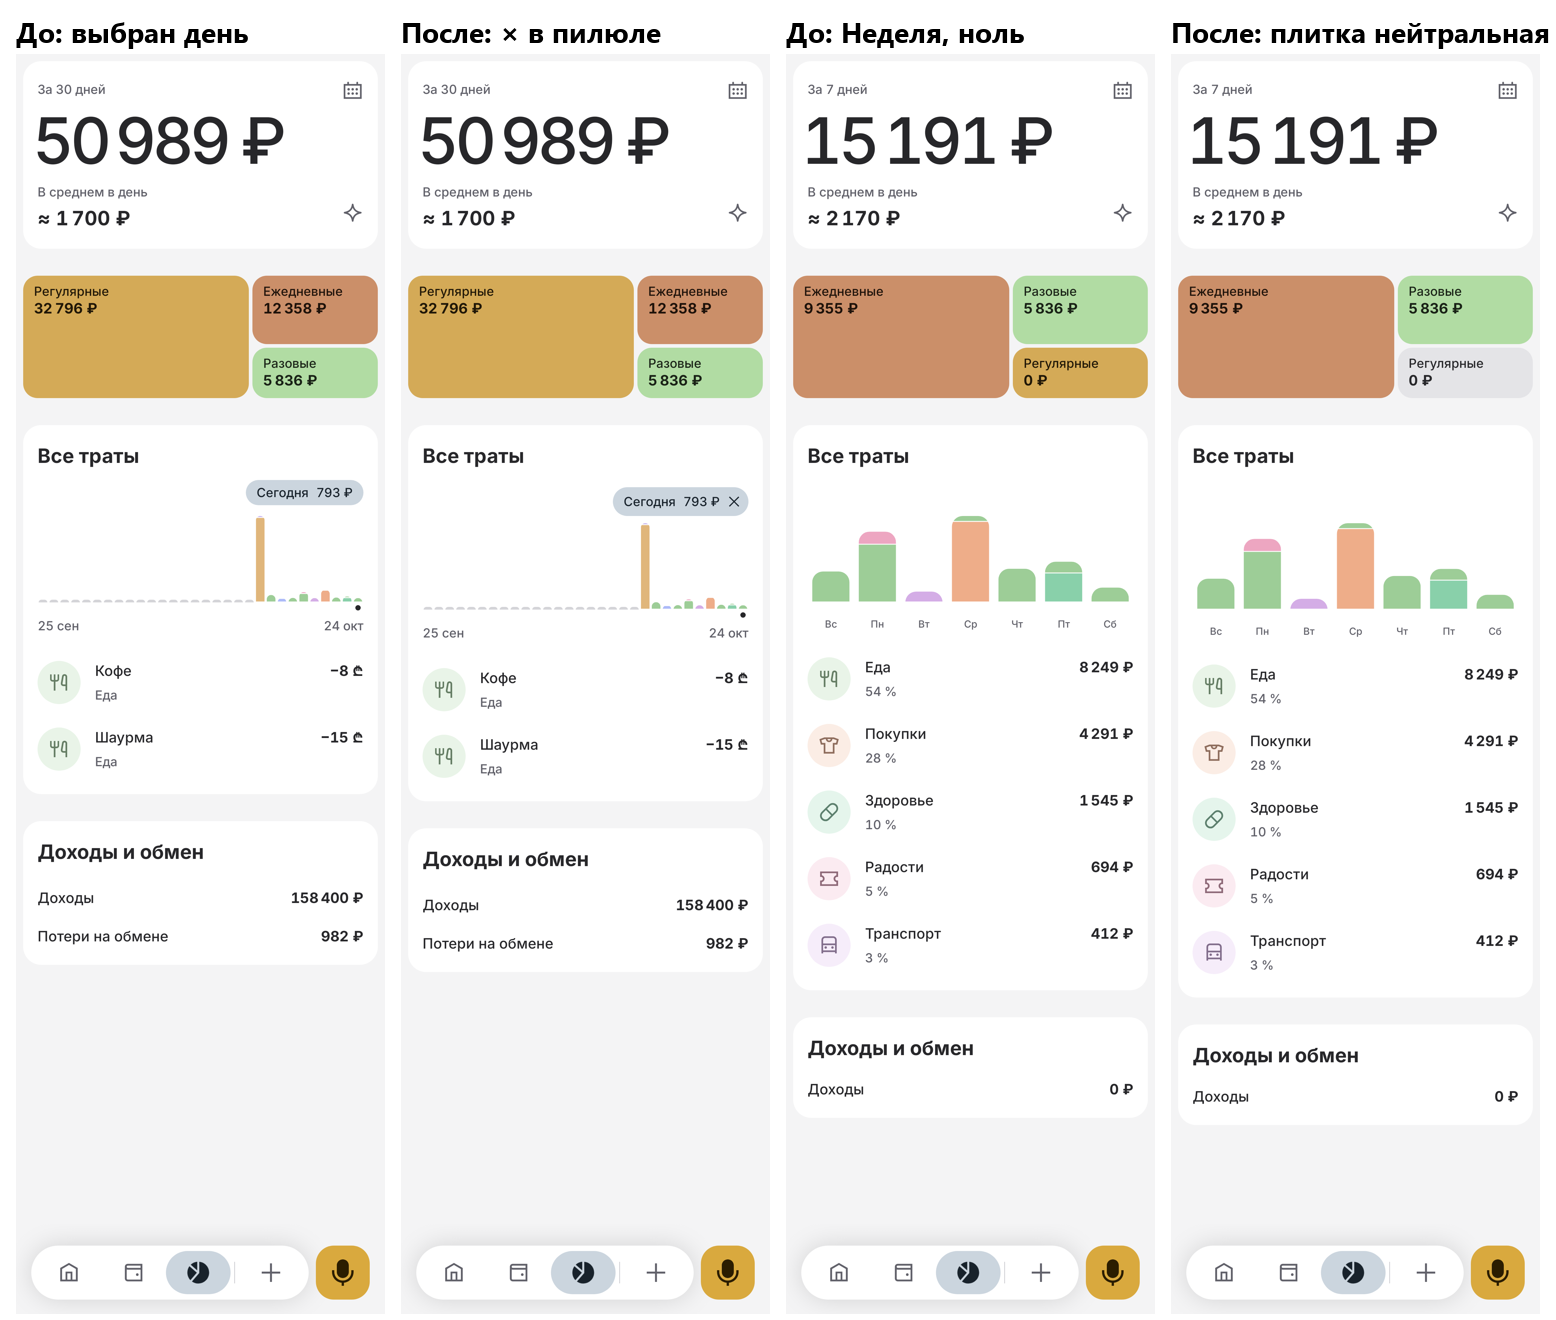 До: выбран день
За 30 дней
50 989 ₽
В среднем в день
≈ 1 700 ₽
Регулярные
32 796 ₽
Ежедневные
12 358 ₽
Разовые
5 836 ₽
Все траты
Сегодня 793 ₽
25 сен
24 окт
Кофе
−8 ₾
Еда
Шаурма
−15 ₾
Еда
Доходы и обмен
Доходы
158 400 ₽
Потери на обмене
982 ₽
После: × в пилюле
За 30 дней
50 989 ₽
В среднем в день
≈ 1 700 ₽
Регулярные
32 796 ₽
Ежедневные
12 358 ₽
Разовые
5 836 ₽
Все траты
Сегодня 793 ₽ ×
25 сен
24 окт
Кофе
−8 ₾
Еда
Шаурма
−15 ₾
Еда
Доходы и обмен
Доходы
158 400 ₽
Потери на обмене
982 ₽
До: Неделя, ноль
За 7 дней
15 191 ₽
В среднем в день
≈ 2 170 ₽
Ежедневные
9 355 ₽
Разовые
5 836 ₽
Регулярные
0 ₽
Все траты
Вс Пн Вт Ср Чт Пт Сб
Еда
8 249 ₽
54 %
Покупки
4 291 ₽
28 %
Здоровье
1 545 ₽
10 %
Радости
694 ₽
5 %
Транспорт
412 ₽
3 %
Доходы и обмен
Доходы
0 ₽
После: плитка нейтральная
За 7 дней
15 191 ₽
В среднем в день
≈ 2 170 ₽
Ежедневные
9 355 ₽
Разовые
5 836 ₽
Регулярные
0 ₽
Все траты
Вс Пн Вт Ср Чт Пт Сб
Еда
8 249 ₽
54 %
Покупки
4 291 ₽
28 %
Здоровье
1 545 ₽
10 %
Радости
694 ₽
5 %
Транспорт
412 ₽
3 %
Доходы и обмен
Доходы
0 ₽